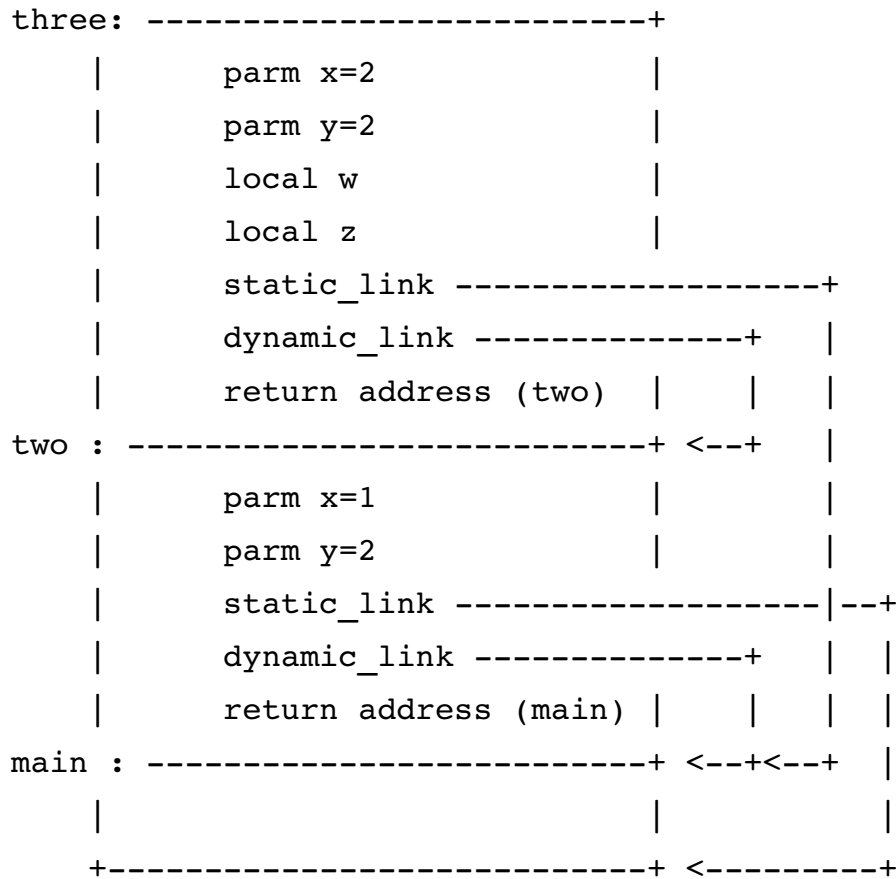 three: --------------------------+
| parm x=2 |
| parm y=2 |
| local w |
| local z |
| static_link -------------------+
| dynamic_link --------------+ |
| return address (two) | | |
two : ---------------------------+ <--+ |
| parm x=1 | |
| parm y=2 | |
| static_link -------------------|--+
| dynamic_link --------------+ | |
| return address (main) | | | |
main : --------------------------+ <--+<--+ |
| | |
+----------------------------+ <---------+